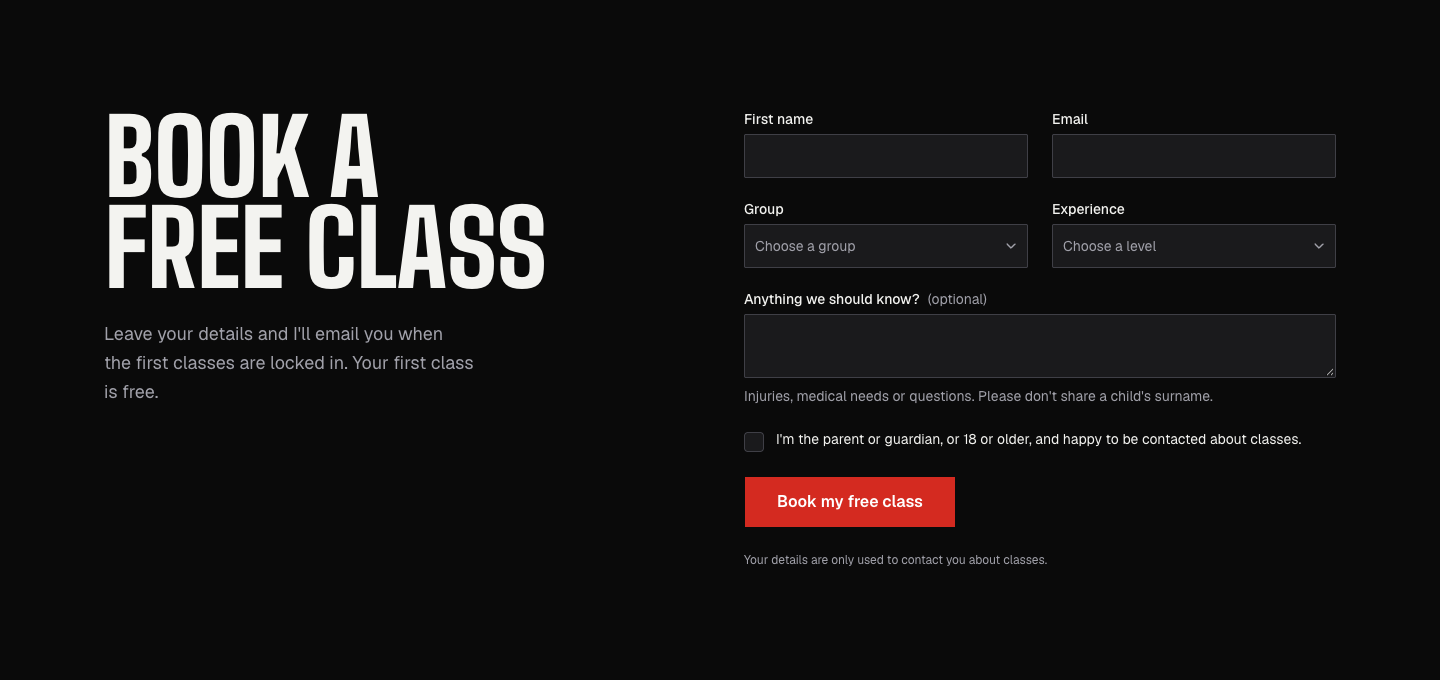 BOOK A
FREE CLASS
Leave your details and I'll email you when
the first classes are locked in. Your first class
is free.
First name
Email
Group
Experience
Choose a group
Choose a level
Anything we should know? (optional)
Injuries, medical needs or questions. Please don't share a child's surname.
I'm the parent or guardian, or 18 or older, and happy to be contacted about classes.
Book my free class
Your details are only used to contact you about classes.